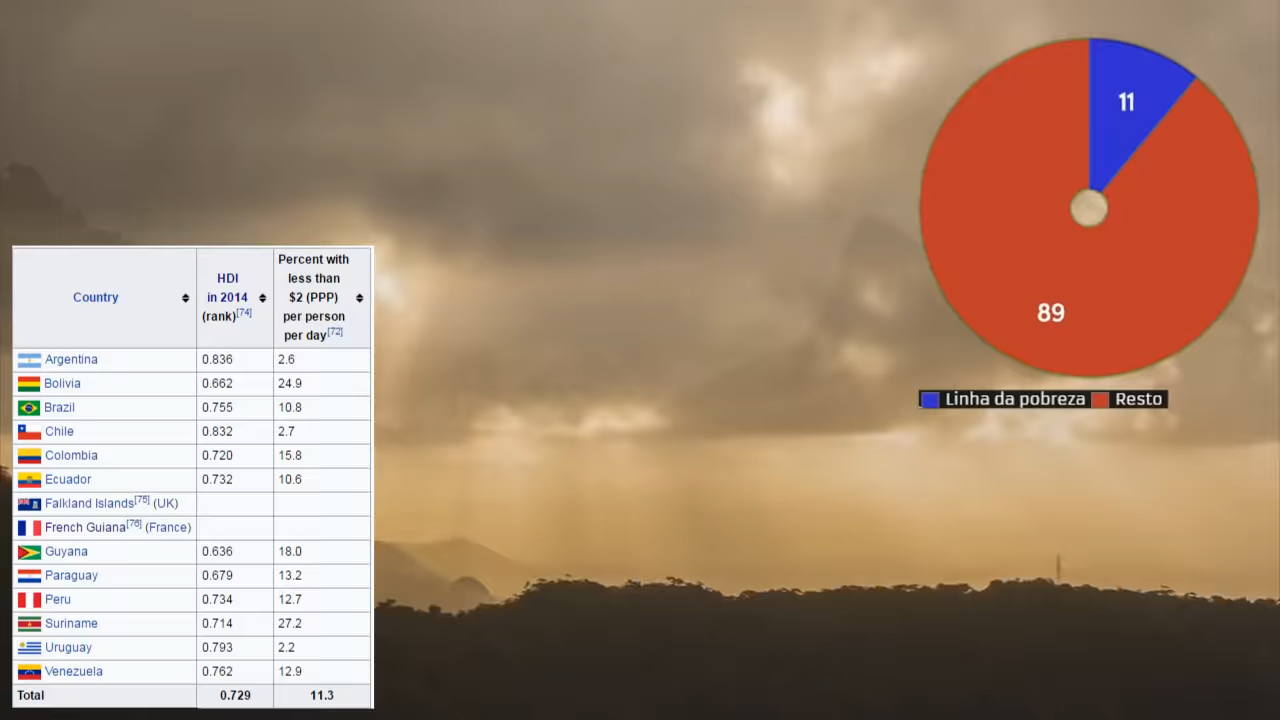 Country
HDI
in 2014
(rank)[74]
Percent with
less than
$2 (PPP)
per person
per day[72]
Argentina 0.836 2.6
Bolivia 0.662 24.9
Brazil 0.755 10.8
Chile 0.832 2.7
Colombia 0.720 15.8
Ecuador 0.732 10.6
Falkland Islands[75] (UK)
French Guiana[76] (France)
Guyana 0.636 18.0
Paraguay 0.679 13.2
Peru 0.734 12.7
Suriname 0.714 27.2
Uruguay 0.793 2.2
Venezuela 0.762 12.9
Total 0.729 11.3
11
89
Linha da pobreza Resto